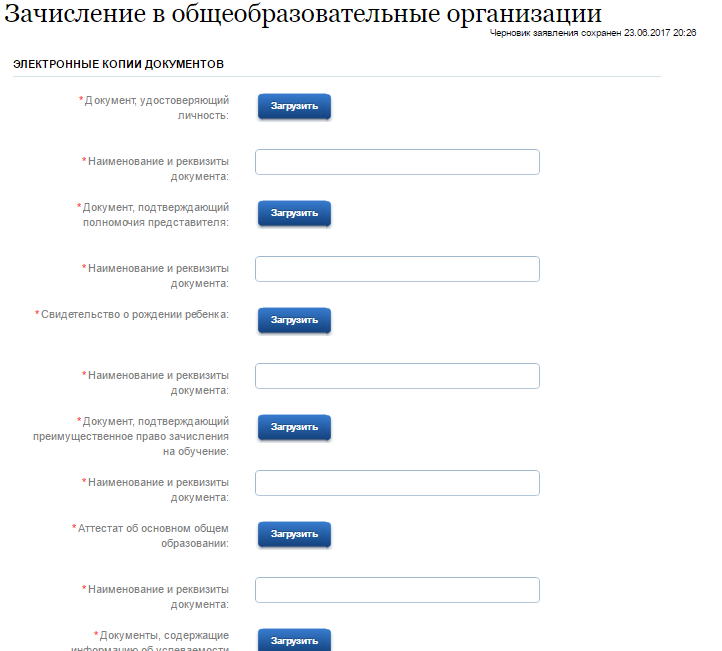 Зачисление в общеобразовательные организации
Черновик заявления сохранен 23.06.2017 20:26
ЭЛЕКТРОННЫЕ КОПИИ ДОКУМЕНТОВ
*Документ, удостоверяющий
личность:
Загрузить
*Наименование и реквизиты
документа:
*Документ, подтверждающий
полномочия представителя:
Загрузить
*Наименование и реквизиты
документа:
*Свидетельство о рождении ребенка:
Загрузить
*Наименование и реквизиты
документа:
*Документ, подтверждающий
преимущественное право зачисления
на обучение:
Загрузить
*Наименование и реквизиты
документа:
*Аттестат об основном общем
образовании:
Загрузить
*Наименование и реквизиты
документа:
*Документы, содержащие
информацию об успеваемости
Загрузить